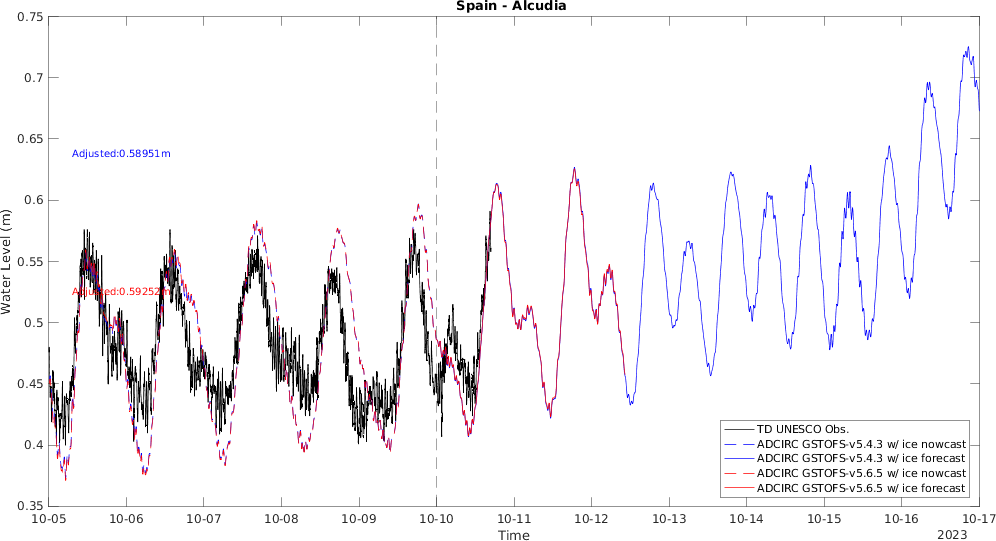 Spain - Alcudia
0.75
0.7
0.65
0.6
0.55
0.5
0.45
0.4
0.35
Water Level (m)
Adjusted:0.58951m
Adjusted:0.59252m
TD UNESCO Obs.
ADCIRC GSTOFS-v5.4.3 w/ ice nowcast
ADCIRC GSTOFS-v5.4.3 w/ ice forecast
ADCIRC GSTOFS-v5.6.5 w/ ice nowcast
ADCIRC GSTOFS-v5.6.5 w/ ice forecast
10-05 10-06 10-07 10-08 10-09 10-10 10-11 10-12 10-13 10-14 10-15 10-16 10-17
Time
2023